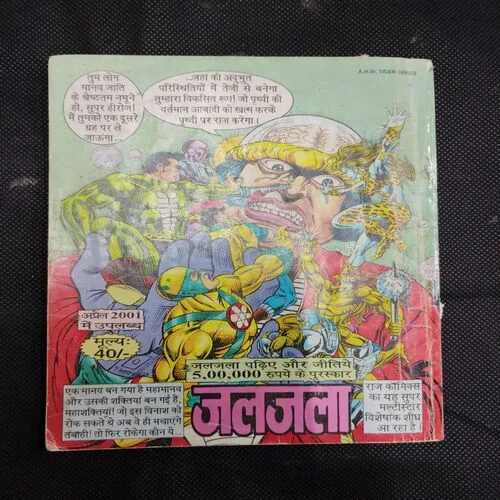 A.H.W. TIGER SERIES
तुम लोग
मानव जाति
के श्रेष्ठतम नमूने
हो, सुपर हीरोज!
मैं तुमको एक दूसरे
ग्रह पर ले
जाऊंगा...
...जहां की अद्भुत
परिस्थितियों में तेजी से बनेगा
तुम्हारा विकसित रूप! जो पृथ्वी की
वर्तमान आबादी को खत्म करके
पृथ्वी पर राज करेगा।
अप्रैल 2001
में उपलब्ध
मूल्य:
40/-
जलजला पढ़िए और जीतिये
5,00,000 रुपये के पुरस्कार
एक मानव बन गया है महामानव
और उसकी शक्तियां बन गई हैं,
महाशक्तियां! जो इस विनाश को
रोक सकते थे अब वे ही मचाएंगे
तबाही! तो फिर रोकेगा कौन ये...
जलजला
राज कॉमिक्स
का यह सुपर
मल्टीस्टार
विशेषांक शीघ्र
आ रहा है।